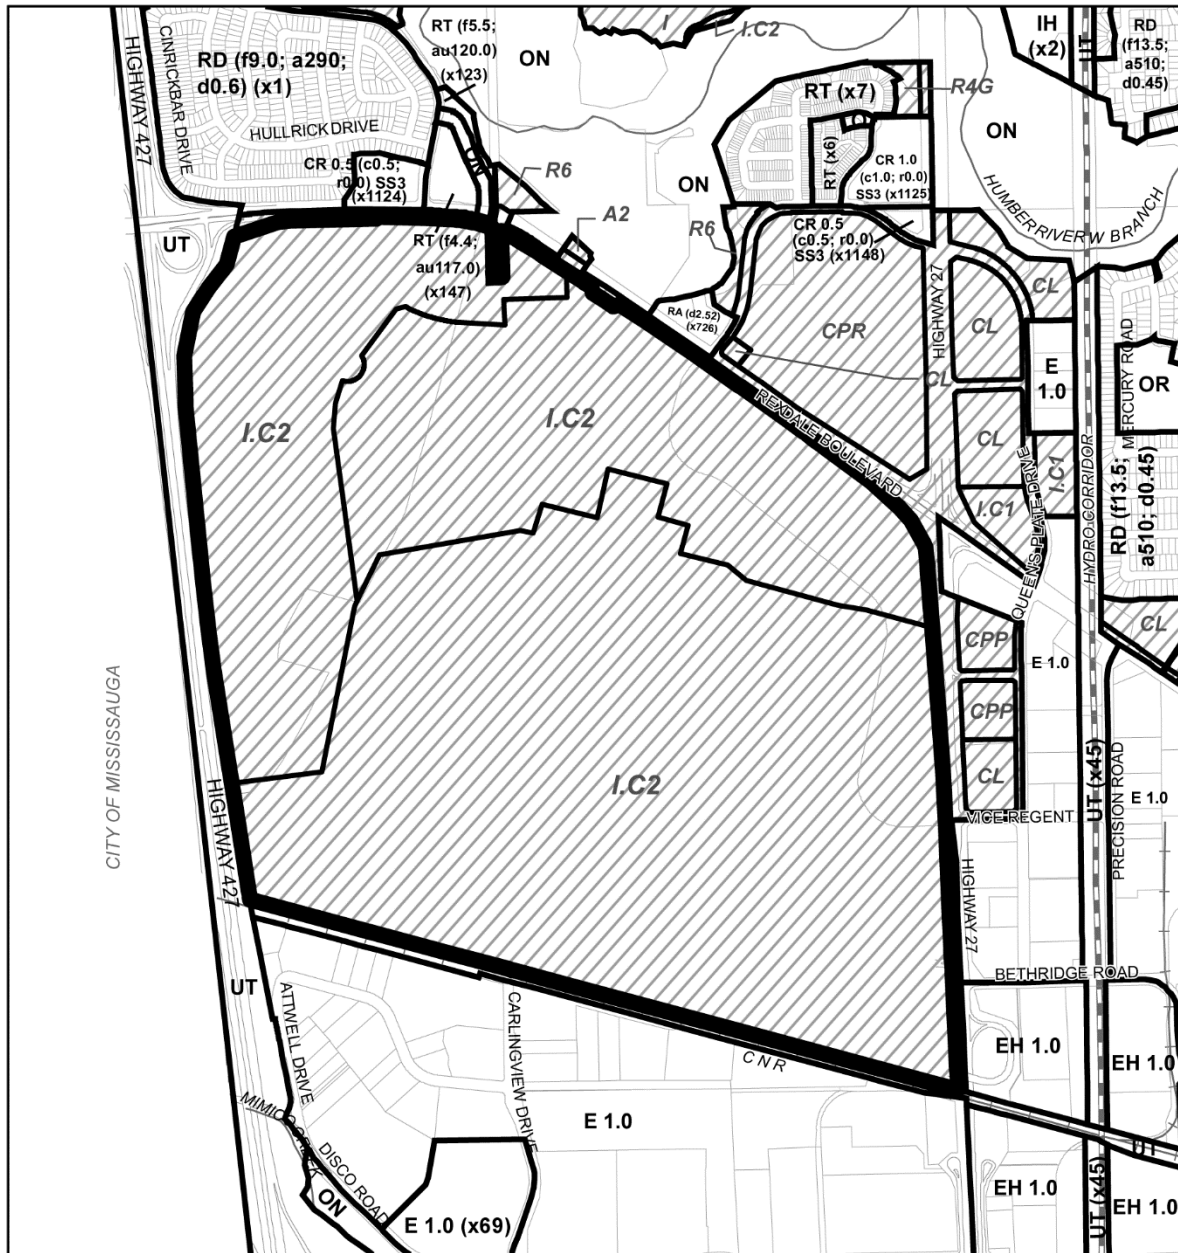 HIGHWAY 427
CINRICKBAR DRIVE
RD (f9.0; a290;
d0.6) (x1)
HULLRICK DRIVE
RT (f5.5;
au120.0)
(x123)
ON
I
I.C2
IH
(x2)
UT
RD
(f13.5;
a510;
d0.45)
RT (x7)
R4G
ON
CR 0.5 (c0.5;
r0.0) SS3
(x1124)
ON
R6
ON
RT (x6)
CR 1.0
(c1.0; r0.0)
SS3 (x1125)
HUMBER RIVER W BRANCH
UT
RT (f4.4;
au117.0)
(x147)
A2
R6
CR 0.5
(c0.5; r0.0)
SS3 (x1148)
HIGHWAY 27
CL
RA (d2.52)
(x726)
CPR
CL
CL
E
1.0
MERCURY ROAD
OR
REXDALE BOULEVARD
I.C2
I.C2
CL
I.C1
I.C1
QUEENS PLATE DRIVE
HYDRO CORRIDOR
RD (f13.5;
a510; d0.45)
CL
CPP
E 1.0
CPP
CL
CITY OF MISSISSAUGA
HIGHWAY 427
I.C2
VICE REGENT
UT (x45)
PRECISION ROAD
E 1.0
HIGHWAY 27
BETHRIDGE ROAD
UT
ATTWELL DRIVE
CARLINGVIEW DRIVE
CNR
EH 1.0
EH 1.0
MIMICO CREEK
DISCO ROAD
ON
E 1.0
E 1.0 (x69)
UT
EH 1.0
UT (x45)
EH 1.0